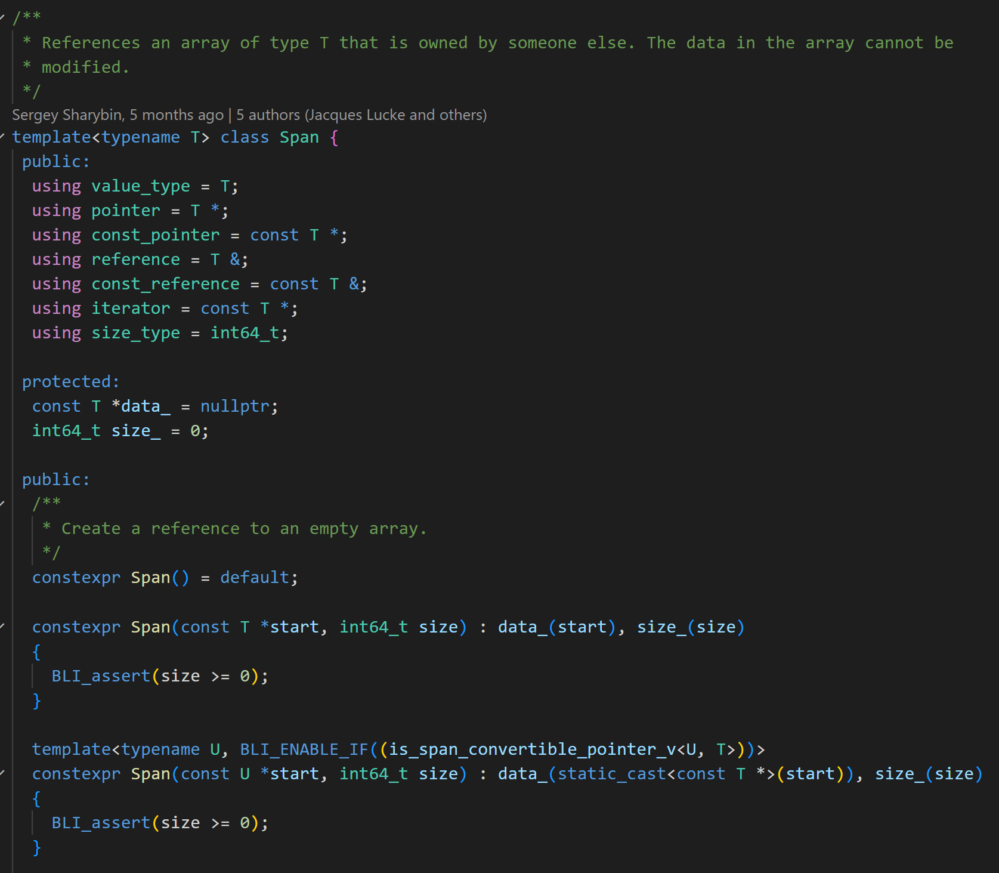 /**
 * References an array of type T that is owned by someone else. The data in the array cannot be
 * modified.
 */
Sergey Sharybin, 5 months ago | 5 authors (Jacques Lucke and others)
template<typename T> class Span {
 public:
  using value_type = T;
  using pointer = T *;
  using const_pointer = const T *;
  using reference = T &;
  using const_reference = const T &;
  using iterator = const T *;
  using size_type = int64_t;

 protected:
  const T *data_ = nullptr;
  int64_t size_ = 0;

 public:
  /**
   * Create a reference to an empty array.
   */
  constexpr Span() = default;

  constexpr Span(const T *start, int64_t size) : data_(start), size_(size)
  {
    BLI_assert(size >= 0);
  }

  template<typename U, BLI_ENABLE_IF((is_span_convertible_pointer_v<U, T>))>
  constexpr Span(const U *start, int64_t size) : data_(static_cast<const T *>(start)), size_(size)
  {
    BLI_assert(size >= 0);
  }